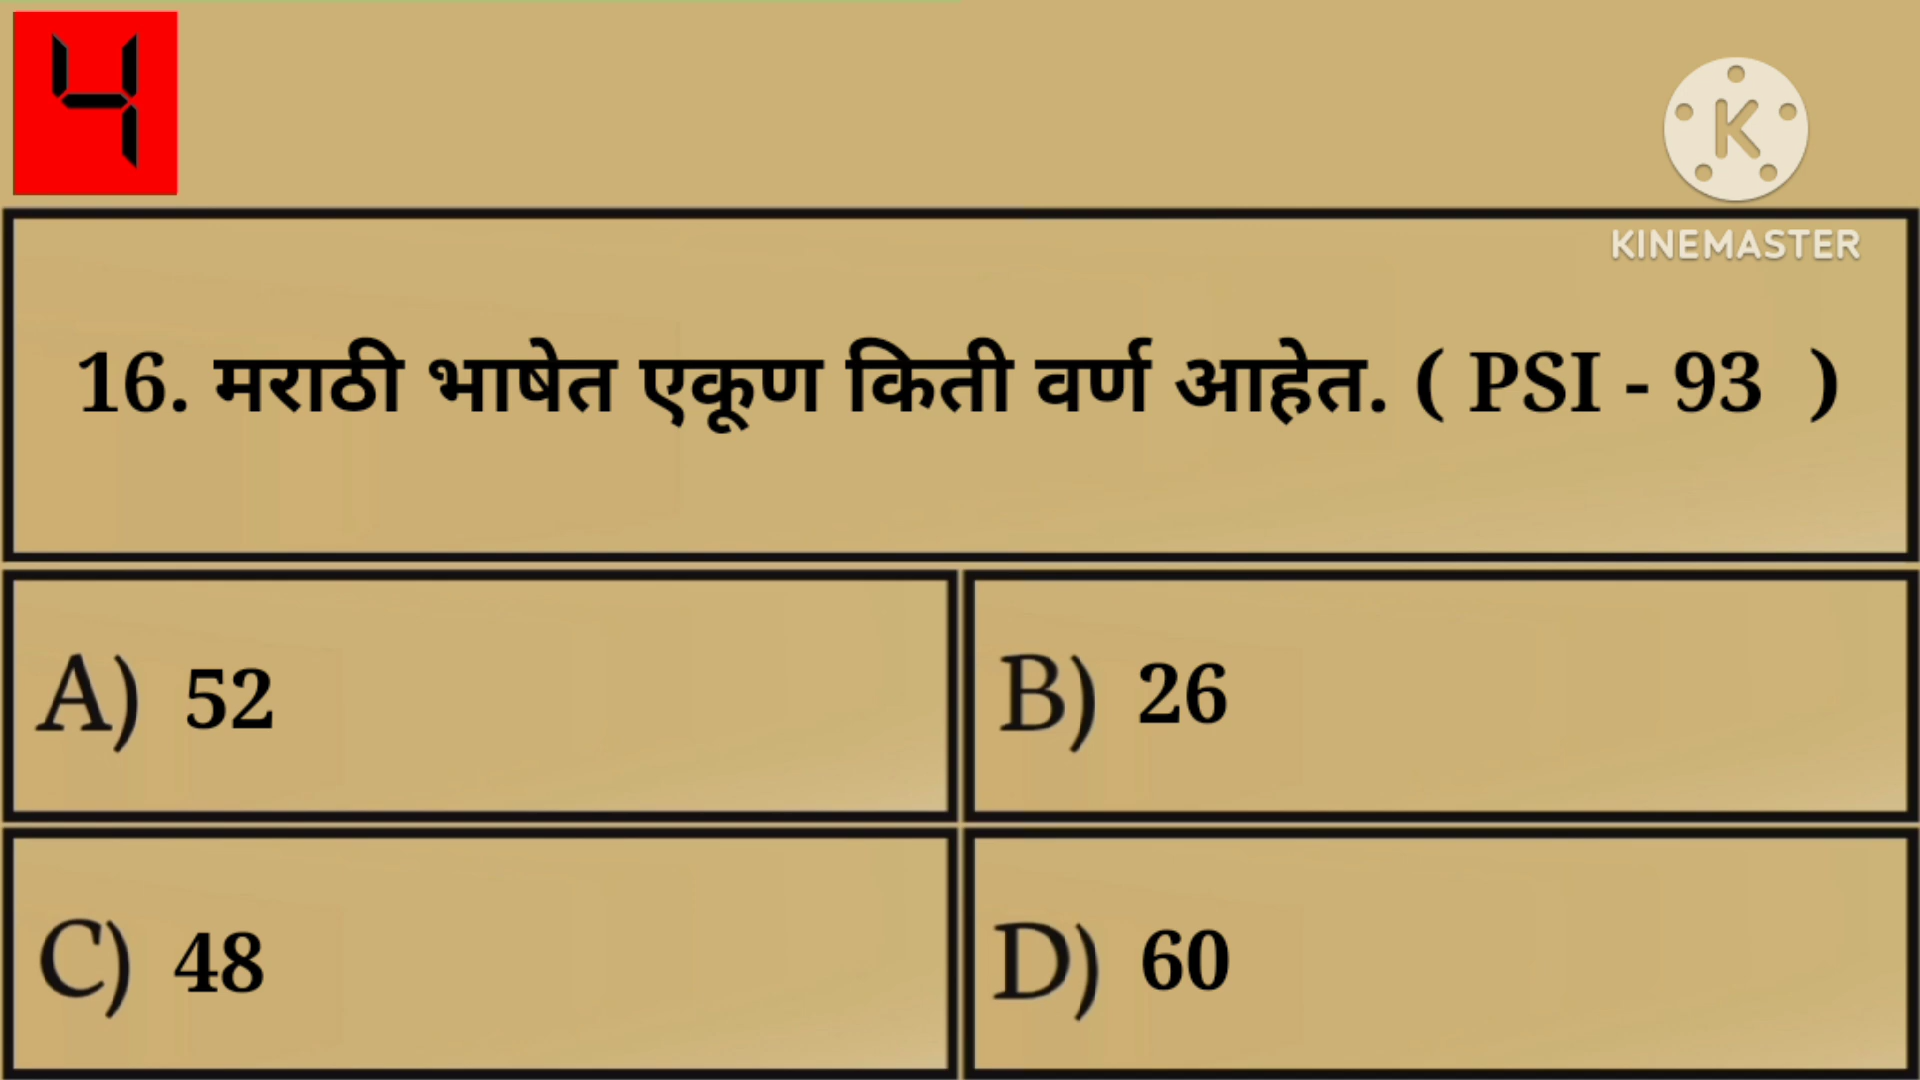 4
K
KINEMASTER
16. मराठी भाषेत एकूण किती वर्ण आहेत. ( PSI - 93 )
A) 52
B) 26
C) 48
D) 60